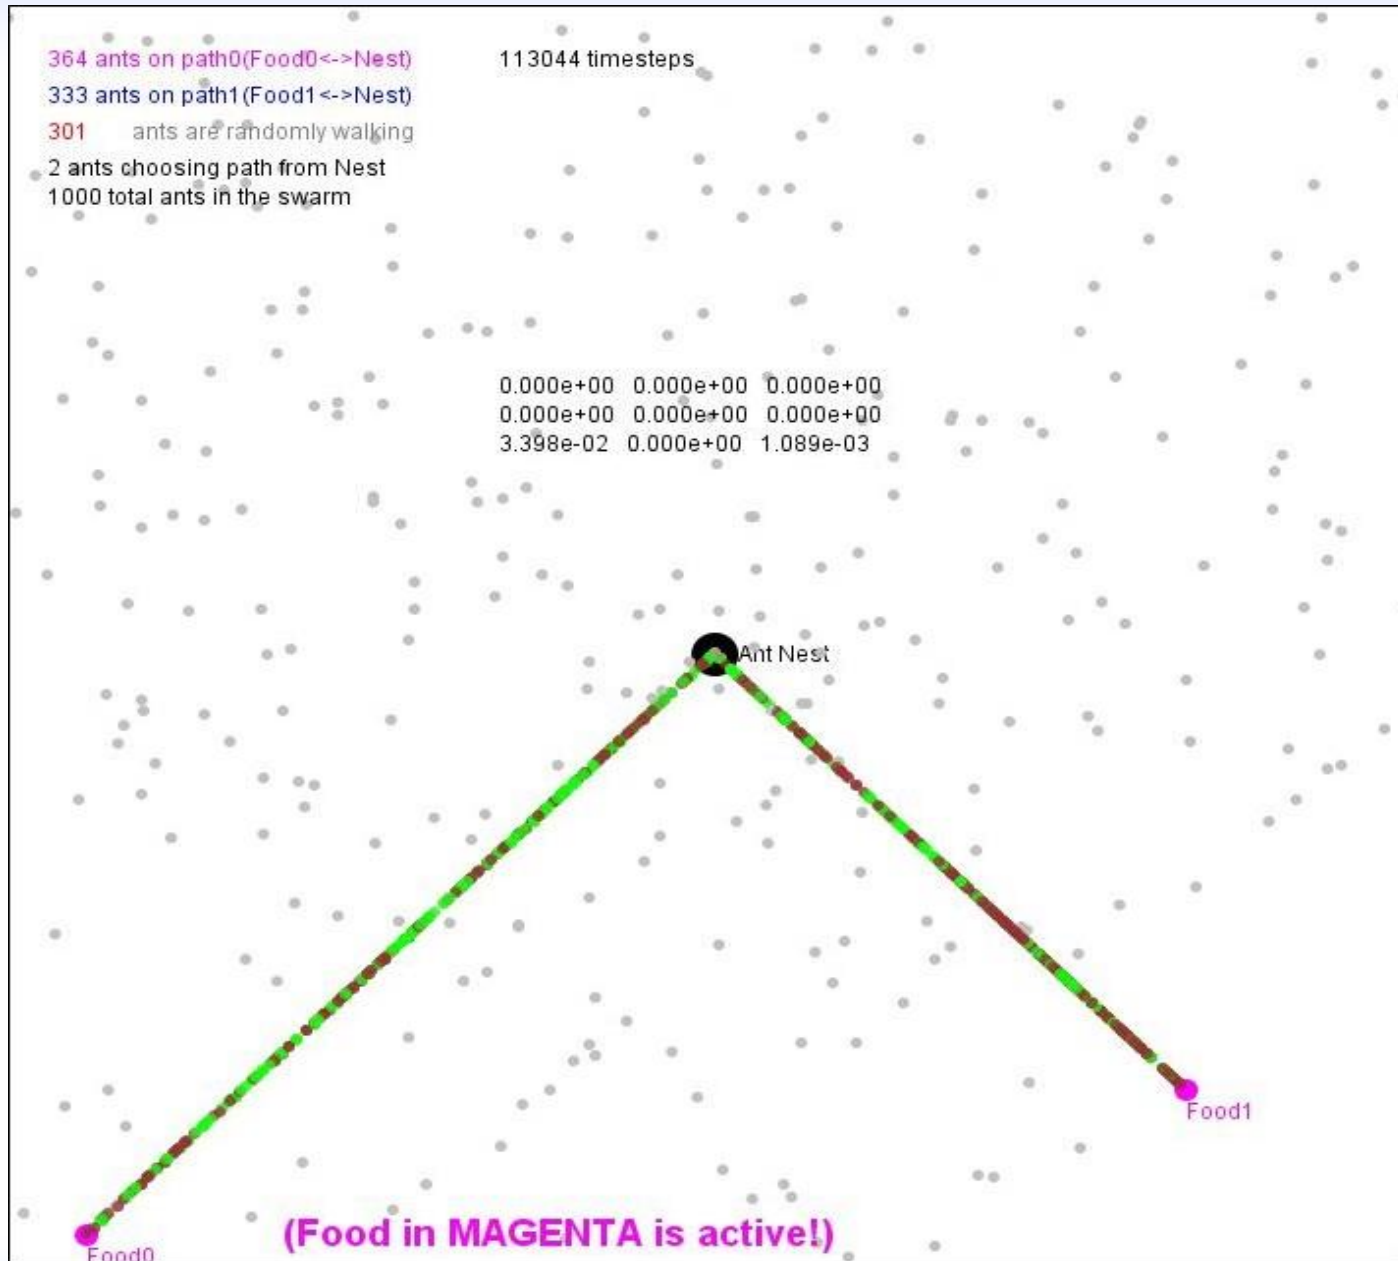 364 ants on path0(Food0<->Nest)
113044 timesteps
333 ants on path1(Food1<->Nest)
301 ants are randomly walking
2 ants choosing path from Nest
1000 total ants in the swarm
0.000e+00 0.000e+00 0.000e+00
0.000e+00 0.000e+00 0.000e+00
3.398e-02 0.000e+00 1.089e-03
Ant Nest
Food1
(Food in MAGENTA is active!)
Food0